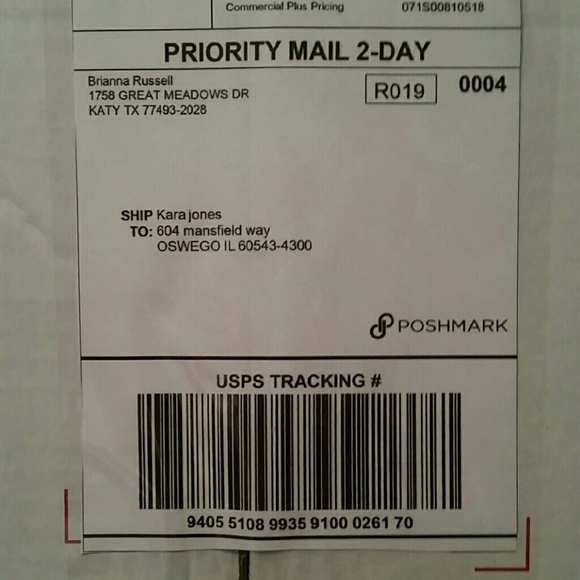 Commercial Plus Pricing 071S00810518
PRIORITY MAIL 2-DAY
Brianna Russell
1758 GREAT MEADOWS DR
KATY TX 77493-2028
R019 0004
SHIP Kara jones
TO: 604 mansfield way
OSWEGO IL 60543-4300
POSHMARK
USPS TRACKING #
9405 5108 9935 9100 0261 70